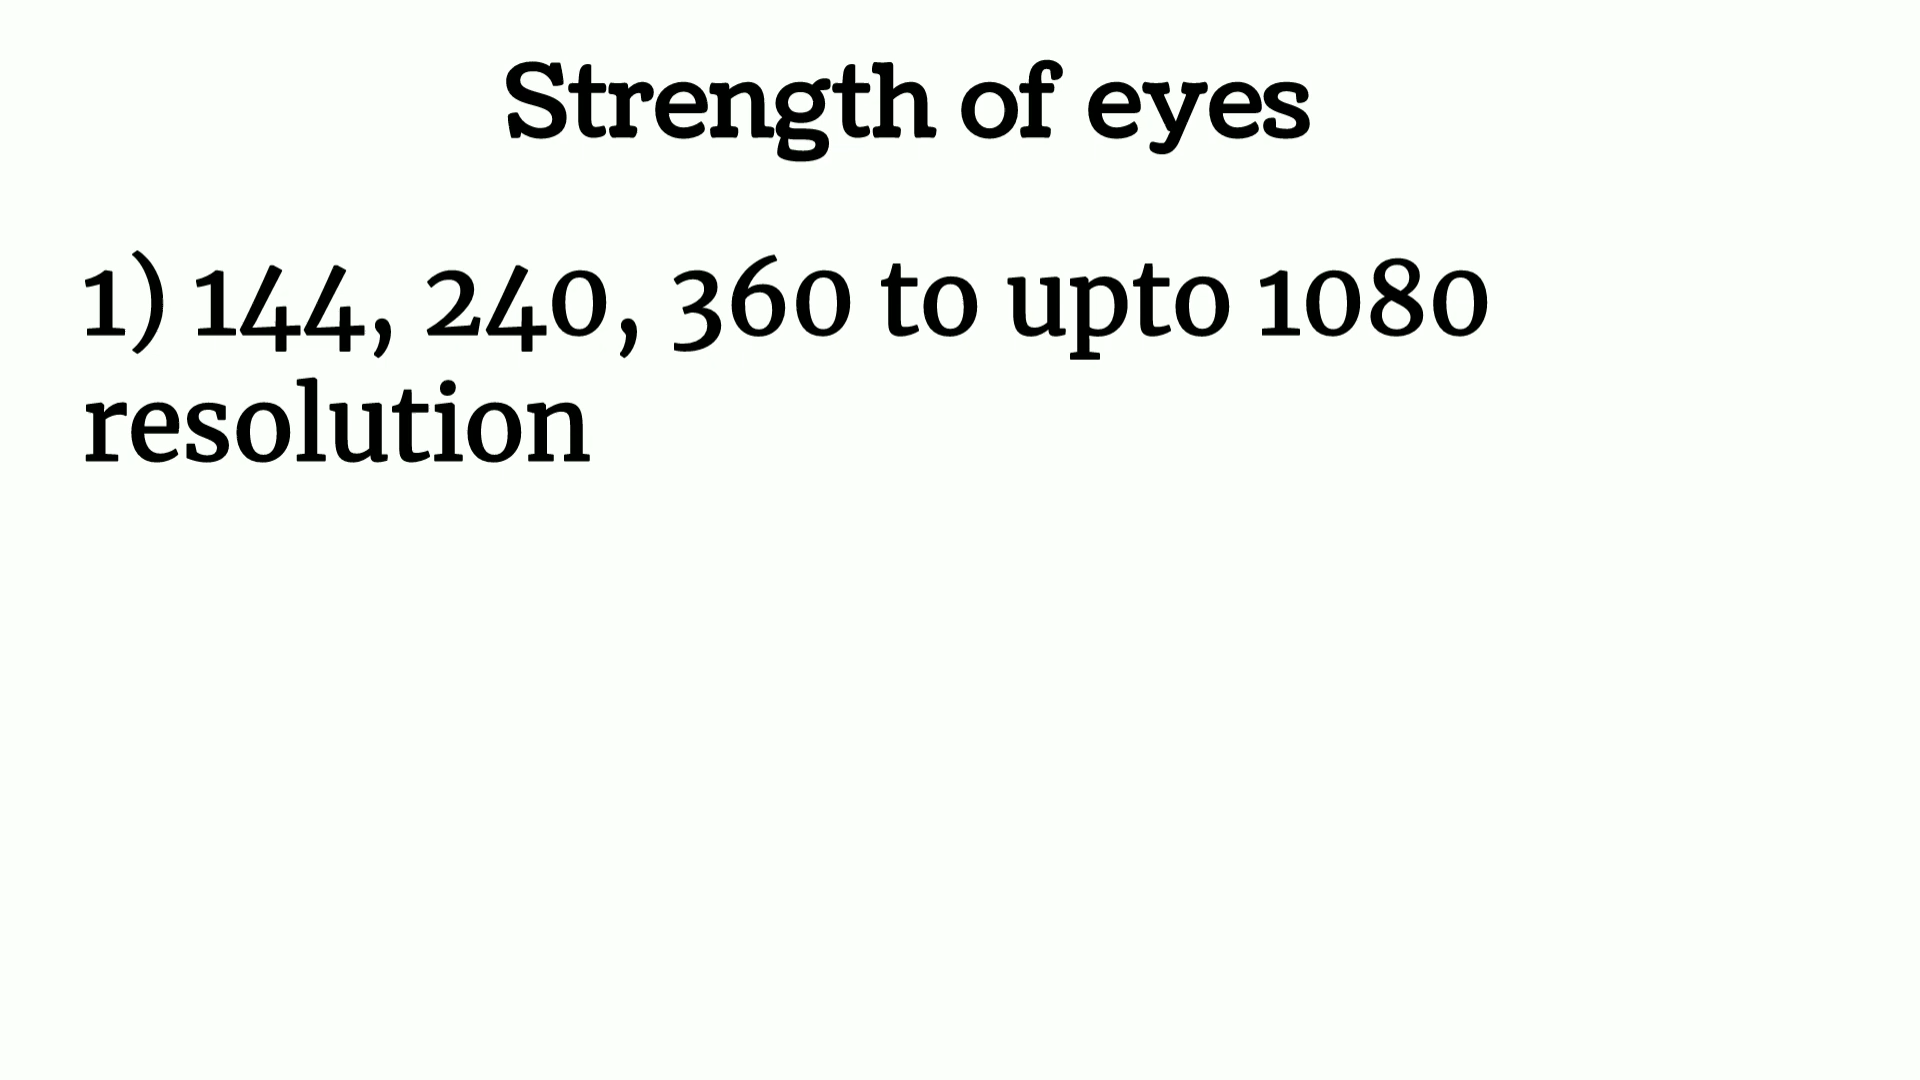 Strength of eyes
1) 144, 240, 360 to upto 1080
resolution